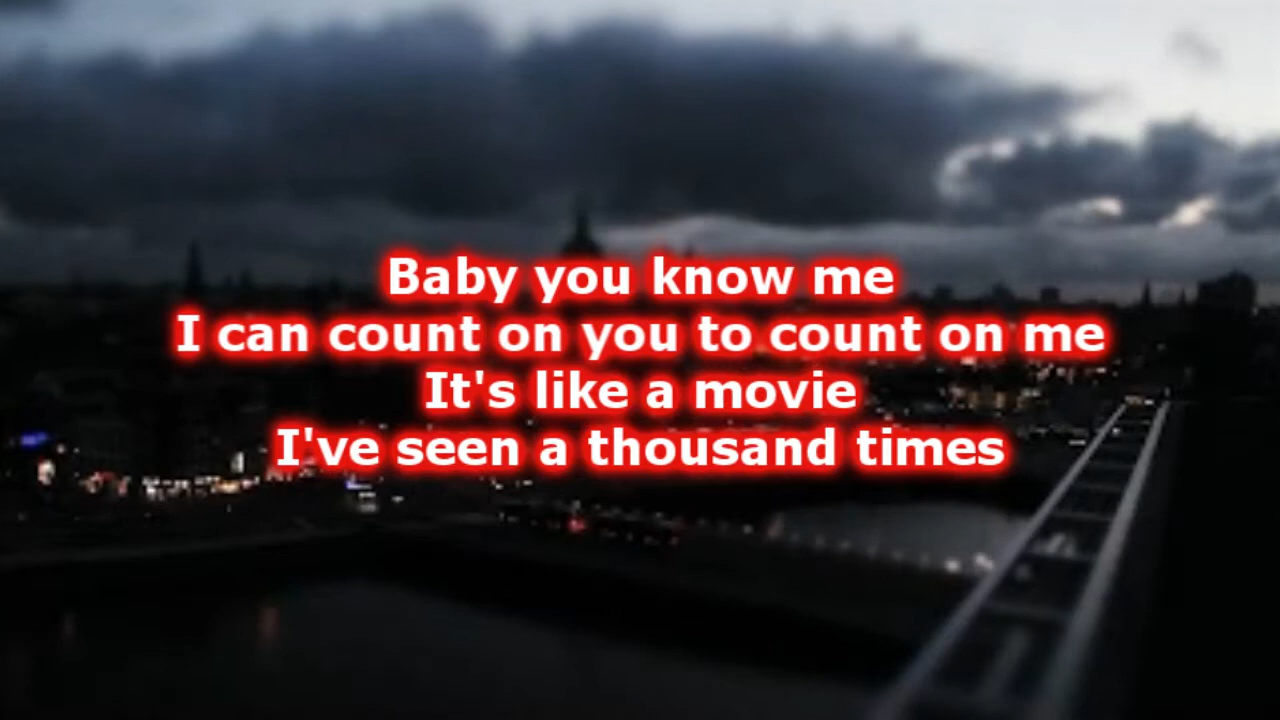 Baby you know me
I can count on you to count on me
It's like a movie
I've seen a thousand times